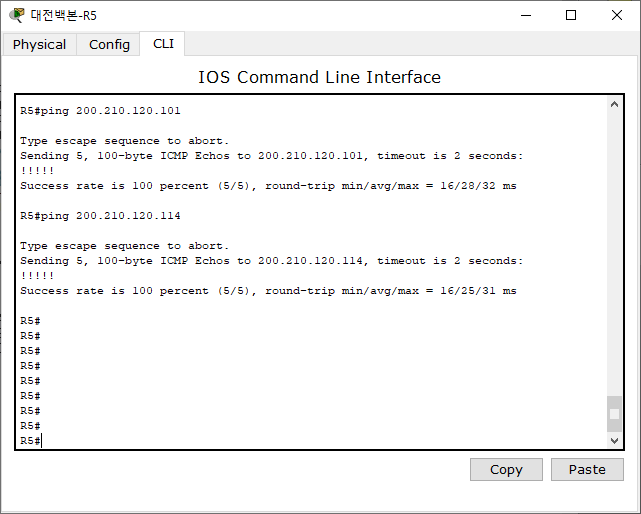 대전백본-R5
Physical Config CLI
IOS Command Line Interface
R5#ping 200.210.120.101
Type escape sequence to abort.
Sending 5, 100-byte ICMP Echos to 200.210.120.101, timeout is 2 seconds:
!!!!!
Success rate is 100 percent (5/5), round-trip min/avg/max = 16/28/32 ms
R5#ping 200.210.120.114
Type escape sequence to abort.
Sending 5, 100-byte ICMP Echos to 200.210.120.114, timeout is 2 seconds:
!!!!!
Success rate is 100 percent (5/5), round-trip min/avg/max = 16/25/31 ms
R5#
R5#
R5#
R5#
R5#
R5#
R5#
R5#
R5#
Copy Paste